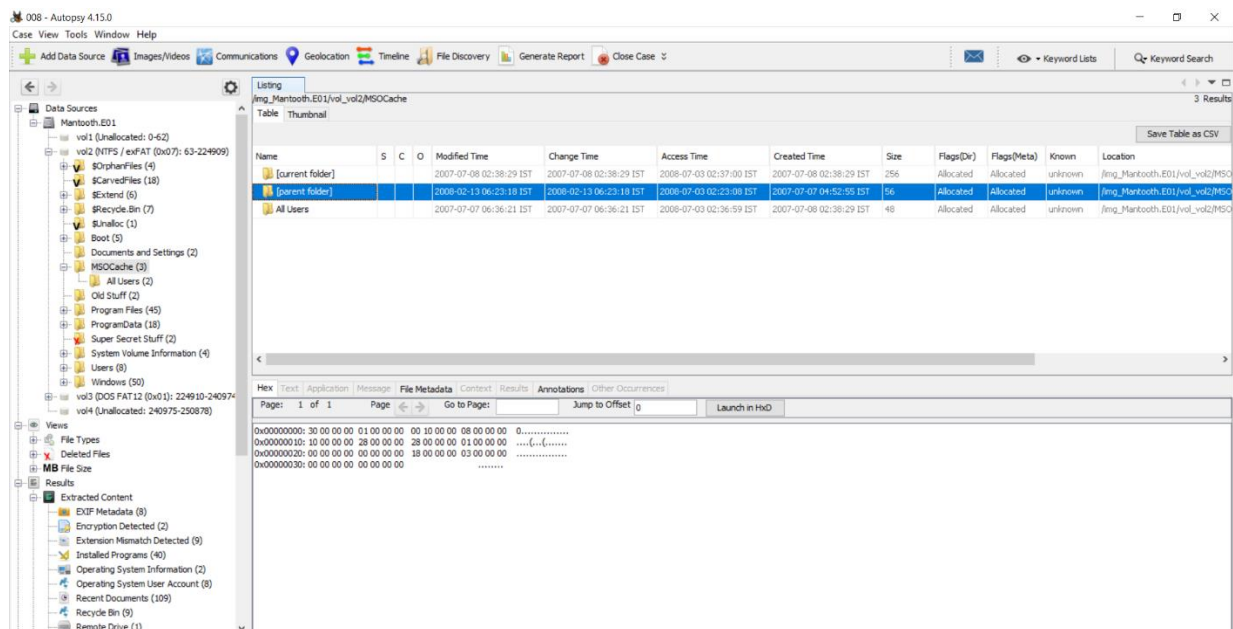 008 - Autopsy 4.15.0
Case View Tools Window Help
Add Data Source Images/Videos Communications Geolocation Timeline File Discovery Generate Report Close Case Keyword Lists Keyword Search
Listing
/img_Mantooth.E01/vol_vol2/MSOCache 3 Results
Table Thumbnail
Save Table as CSV
Name S C O Modified Time Change Time Access Time Created Time Size Flags(Dir) Flags(Meta) Known Location
[current folder] 2007-07-08 02:38:29 IST 2007-07-08 02:38:29 IST 2008-07-03 02:37:00 IST 2007-07-08 02:38:29 IST 256 Allocated Allocated unknown /img_Mantooth.E01/vol_vol2/MSO
[parent folder] 2008-02-13 06:23:18 IST 2008-02-13 06:23:18 IST 2008-07-03 02:23:08 IST 2007-07-07 04:52:55 IST 56 Allocated Allocated unknown /img_Mantooth.E01/vol_vol2/MSO
All Users 2007-07-07 06:36:21 IST 2007-07-07 06:36:21 IST 2008-07-03 02:36:59 IST 2007-07-08 02:38:29 IST 48 Allocated Allocated unknown /img_Mantooth.E01/vol_vol2/MSO
Data Sources
Mantooth.E01
vol1 (Unallocated: 0-62)
vol2 (NTFS / exFAT (0x07): 63-224909)
$OrphanFiles (4)
$CarvedFiles (18)
$Extend (6)
$Recycle.Bin (7)
$Unalloc (1)
Boot (5)
Documents and Settings (2)
MSOCache (3)
All Users (2)
Old Stuff (2)
Program Files (45)
ProgramData (18)
Super Secret Stuff (2)
System Volume Information (4)
Users (8)
Windows (50)
vol3 (DOS FAT12 (0x01): 224910-240974
vol4 (Unallocated: 240975-250878)
Views
File Types
Deleted Files
MB File Size
Results
Extracted Content
EXIF Metadata (8)
Encryption Detected (2)
Extension Mismatch Detected (9)
Installed Programs (40)
Operating System Information (2)
Operating System User Account (8)
Recent Documents (109)
Recycle Bin (9)
Remote Drive (1)
Hex Text Application Message File Metadata Context Results Annotations Other Occurrences
Page: 1 of 1 Page Go to Page: Jump to Offset 0 Launch in HxD
0x00000000: 30 00 00 00 01 00 00 00 00 10 00 00 08 00 00 00 0...............
0x00000010: 10 00 00 00 28 00 00 00 28 00 00 00 01 00 00 00 ....(...(.......
0x00000020: 00 00 00 00 00 00 00 00 18 00 00 00 03 00 00 00 ................
0x00000030: 00 00 00 00 00 00 00 00 ........